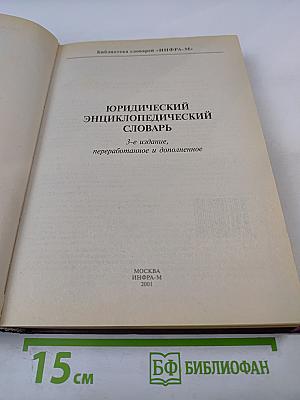 Библиотека словарей «ИНФРА-М»
ЮРИДИЧЕСКИЙ
ЭНЦИКЛОПЕДИЧЕСКИЙ
СЛОВАРЬ
3-е издание,
переработанное и дополненное
МОСКВА
ИНФРА-М
2001
15 см
БФ БИБЛИОФАН